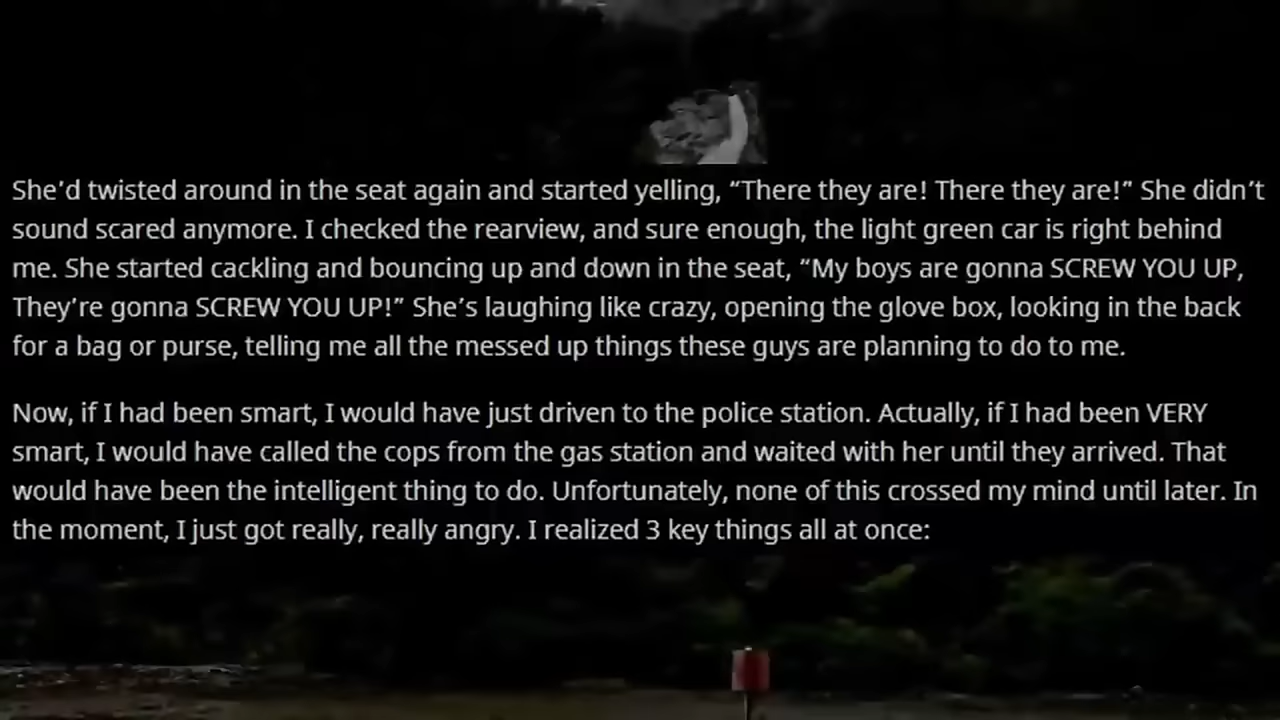 She’d twisted around in the seat again and started yelling, “There they are! There they are!” She didn’t
sound scared anymore. I checked the rearview, and sure enough, the light green car is right behind
me. She started cackling and bouncing up and down in the seat, “My boys are gonna SCREW YOU UP,
They’re gonna SCREW YOU UP!” She’s laughing like crazy, opening the glove box, looking in the back
for a bag or purse, telling me all the messed up things these guys are planning to do to me.
Now, if I had been smart, I would have just driven to the police station. Actually, if I had been VERY
smart, I would have called the cops from the gas station and waited with her until they arrived. That
would have been the intelligent thing to do. Unfortunately, none of this crossed my mind until later. In
the moment, I just got really, really angry. I realized 3 key things all at once: